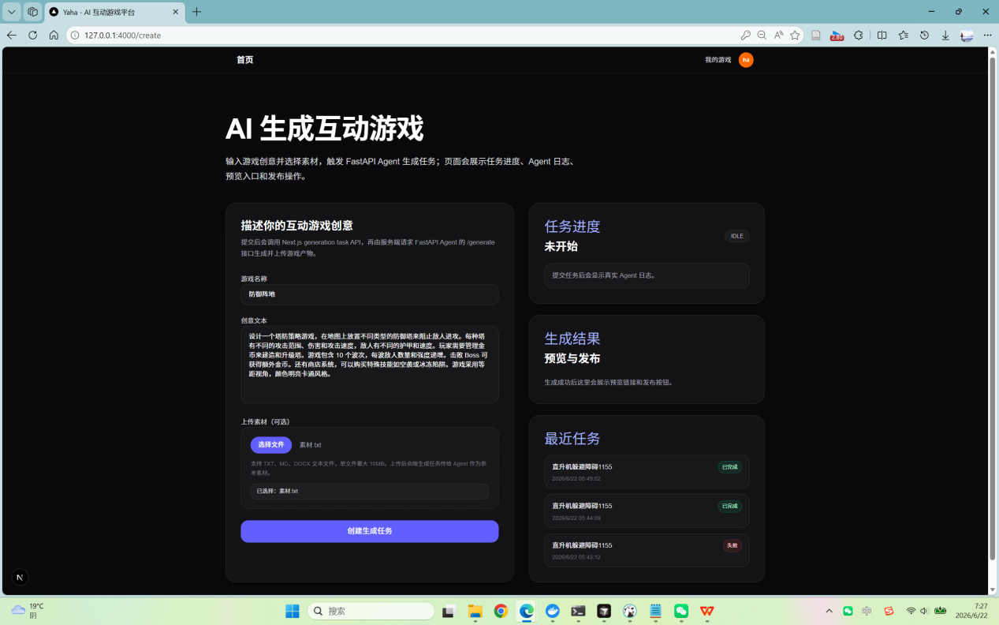 Yaha - AI 互动游戏平台
127.0.0.1:4000/create
2.80
首页
我的游戏
ha
AI 生成互动游戏
输入游戏创意并选择素材，触发 FastAPI Agent 生成任务；页面会展示任务进度、Agent 日志、
预览入口和发布操作。
描述你的互动游戏创意
提交后会调用 Next.js generation task API，再由服务端请求 FastAPI Agent 的 /generate
接口生成并上传游戏产物。
游戏名称
防御阵地
创意文本
设计一个塔防策略游戏，在地图上放置不同类型的防御塔来阻止敌人进攻。每种塔
有不同的攻击范围、伤害和攻击速度，敌人有不同的护甲和速度。玩家需要管理金
币来建造和升级塔。游戏包含 10 个波次，每波敌人数量和强度递增。击败 Boss 可
获得额外金币。还有商店系统，可以购买特殊技能如空袭或冰冻陷阱。游戏采用等
距视角，颜色明亮卡通风格。
上传素材（可选）
选择文件
素材.txt
支持 TXT、MD、DOCX 文本文件，单文件最大 10MB。上传后会随生成任务传给 Agent 作为参
考素材。
已选择：素材.txt
创建生成任务
任务进度
未开始
IDLE
提交任务后会显示真实 Agent 日志。
生成结果
预览与发布
生成成功后这里会展示预览链接和发布按钮。
最近任务
直升机躲避障碍1155
已完成
2026/6/22 05:49:52
直升机躲避障碍1155
已完成
2026/6/22 05:44:09
直升机躲避障碍1155
失败
2026/6/22 05:43:12
N
19°C
阴
搜索
中
7:27
2026/6/22